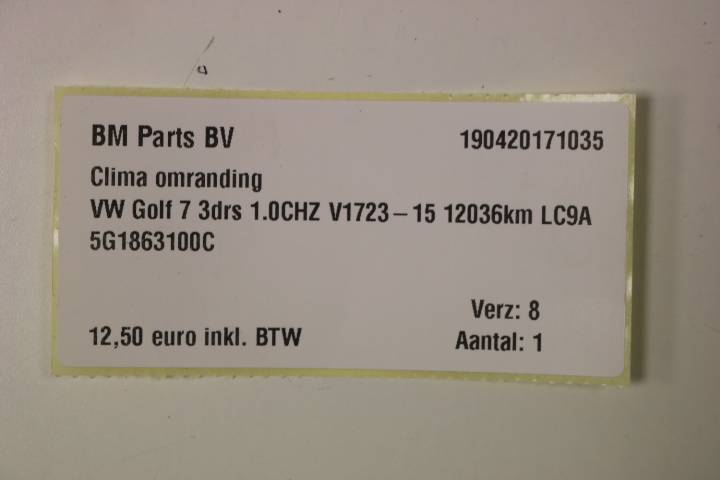 BM Parts BV 190420171035
Clima omranding
VW Golf 7 3drs 1.0CHZ V1723-15 12036km LC9A
5G1863100C
Verz: 8
12,50 euro inkl. BTW Aantal: 1